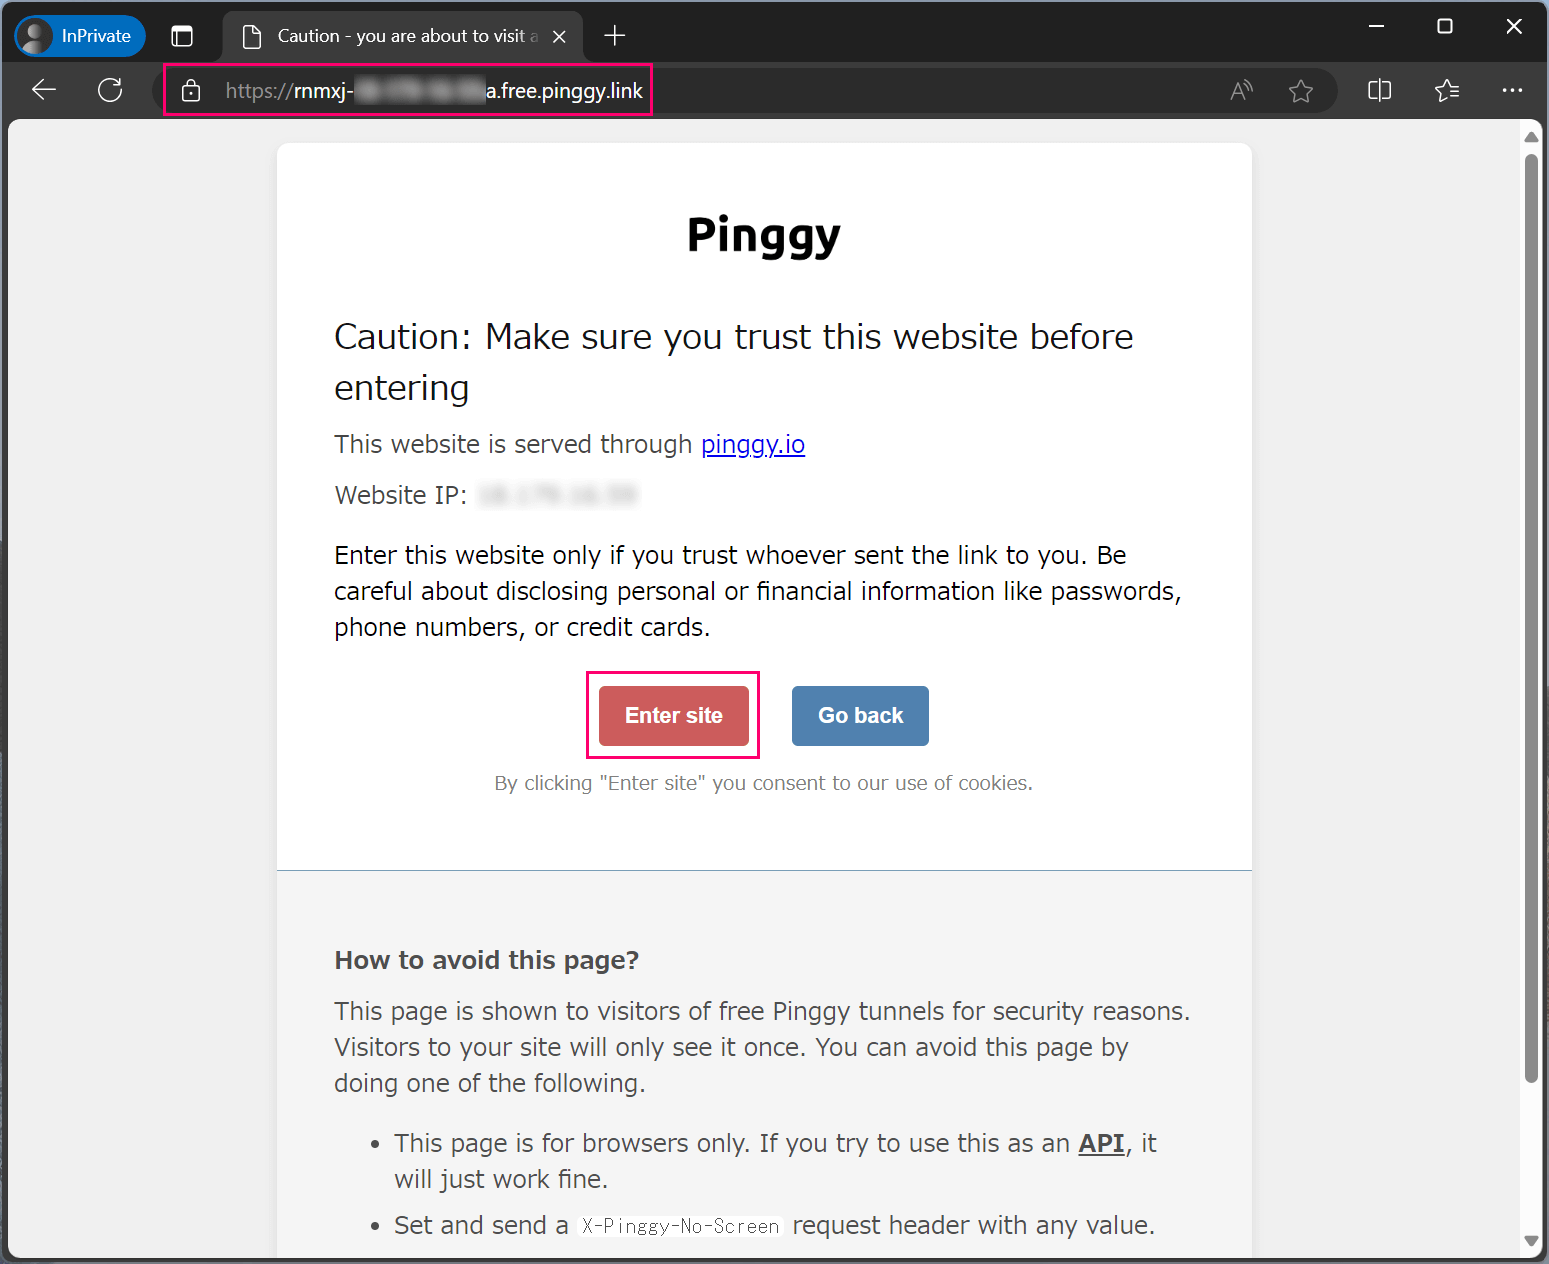 InPrivate
Caution - you are about to visit a
https://rnmxj-
a.free.pinggy.link
Pinggy
Caution: Make sure you trust this website before
entering
This website is served through pinggy.io
Website IP:
Enter this website only if you trust whoever sent the link to you. Be
careful about disclosing personal or financial information like passwords,
phone numbers, or credit cards.
Enter site
Go back
By clicking "Enter site" you consent to our use of cookies.
How to avoid this page?
This page is shown to visitors of free Pinggy tunnels for security reasons.
Visitors to your site will only see it once. You can avoid this page by
doing one of the following.
• This page is for browsers only. If you try to use this as an API, it
will just work fine.
• Set and send a X-Pinggy-No-Screen request header with any value.